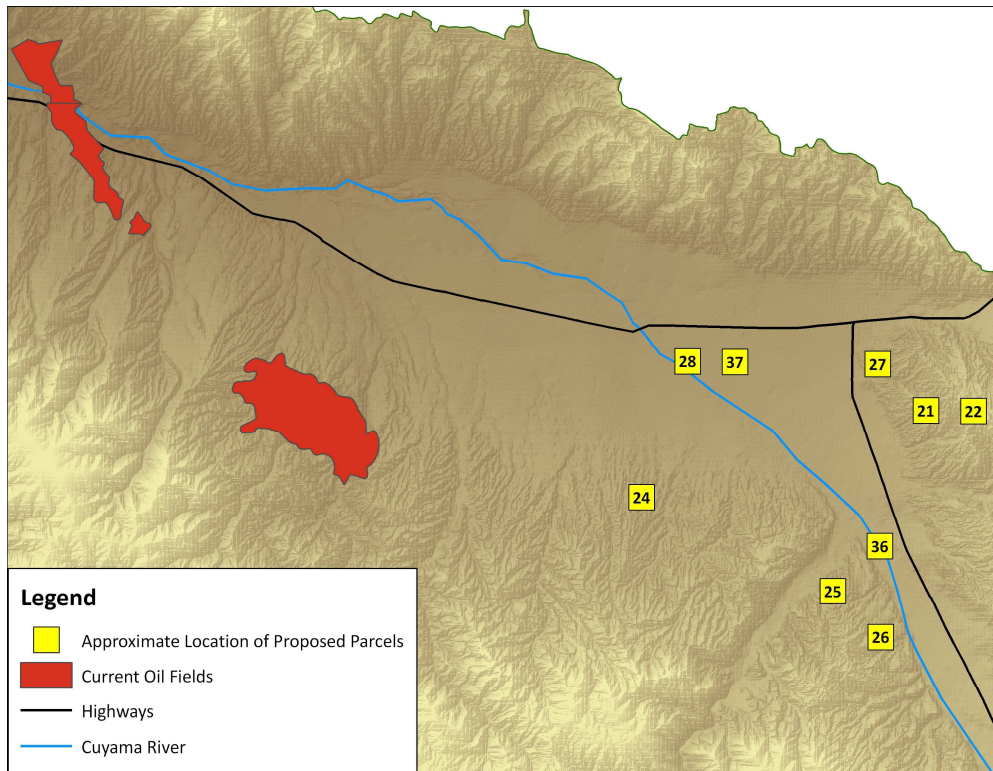 28
37
27
21
22
24
36
25
26
Legend
Approximate Location of Proposed Parcels
Current Oil Fields
Highways
Cuyama River